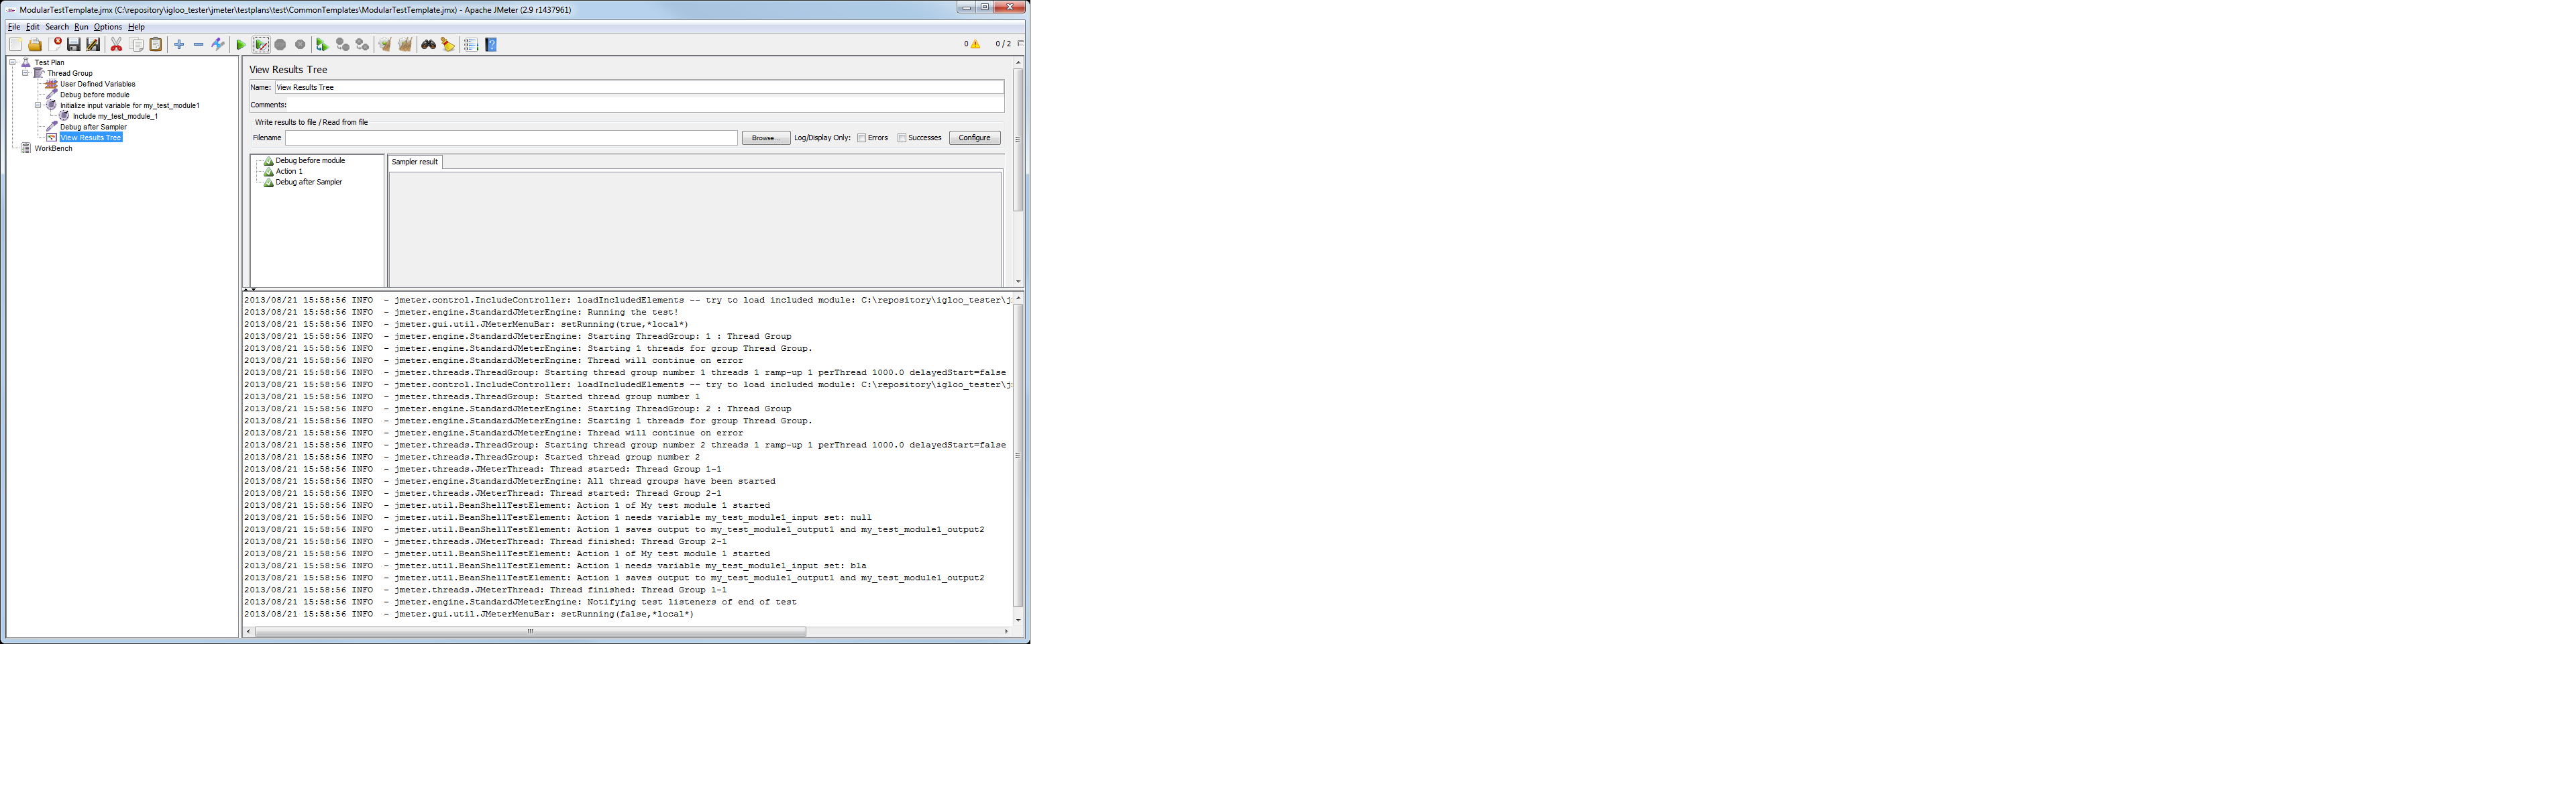 ModularTestTemplate.jmx (C:\repository\igloo_tester\jmeter\testplans\test\CommonTemplates\ModularTestTemplate.jmx) - Apache JMeter (2.9 r1437961)
File Edit Search Run Options Help
0 0 / 2
Test Plan
Thread Group
User Defined Variables
Debug before module
Initialize input variable for my_test_module1
Include my_test_module_1
Debug after Sampler
View Results Tree
WorkBench
View Results Tree
Name: View Results Tree
Comments:
Write results to file / Read from file
Filename Browse... Log/Display Only: Errors Successes Configure
Debug before module
Action 1
Debug after Sampler
Sampler result
2013/08/21 15:58:56 INFO  - jmeter.control.IncludeController: loadIncludedElements -- try to load included module: C:\repository\igloo_tester\j
2013/08/21 15:58:56 INFO  - jmeter.engine.StandardJMeterEngine: Running the test!
2013/08/21 15:58:56 INFO  - jmeter.gui.util.JMeterMenuBar: setRunning(true,*local*)
2013/08/21 15:58:56 INFO  - jmeter.engine.StandardJMeterEngine: Starting ThreadGroup: 1 : Thread Group
2013/08/21 15:58:56 INFO  - jmeter.engine.StandardJMeterEngine: Starting 1 threads for group Thread Group.
2013/08/21 15:58:56 INFO  - jmeter.engine.StandardJMeterEngine: Thread will continue on error
2013/08/21 15:58:56 INFO  - jmeter.threads.ThreadGroup: Starting thread group number 1 threads 1 ramp-up 1 perThread 1000.0 delayedStart=false
2013/08/21 15:58:56 INFO  - jmeter.control.IncludeController: loadIncludedElements -- try to load included module: C:\repository\igloo_tester\j
2013/08/21 15:58:56 INFO  - jmeter.threads.ThreadGroup: Started thread group number 1
2013/08/21 15:58:56 INFO  - jmeter.engine.StandardJMeterEngine: Starting ThreadGroup: 2 : Thread Group
2013/08/21 15:58:56 INFO  - jmeter.engine.StandardJMeterEngine: Starting 1 threads for group Thread Group.
2013/08/21 15:58:56 INFO  - jmeter.engine.StandardJMeterEngine: Thread will continue on error
2013/08/21 15:58:56 INFO  - jmeter.threads.ThreadGroup: Starting thread group number 2 threads 1 ramp-up 1 perThread 1000.0 delayedStart=false
2013/08/21 15:58:56 INFO  - jmeter.threads.ThreadGroup: Started thread group number 2
2013/08/21 15:58:56 INFO  - jmeter.threads.JMeterThread: Thread started: Thread Group 1-1
2013/08/21 15:58:56 INFO  - jmeter.engine.StandardJMeterEngine: All thread groups have been started
2013/08/21 15:58:56 INFO  - jmeter.threads.JMeterThread: Thread started: Thread Group 2-1
2013/08/21 15:58:56 INFO  - jmeter.util.BeanShellTestElement: Action 1 of My test module 1 started
2013/08/21 15:58:56 INFO  - jmeter.util.BeanShellTestElement: Action 1 needs variable my_test_module1_input set: null
2013/08/21 15:58:56 INFO  - jmeter.util.BeanShellTestElement: Action 1 saves output to my_test_module1_output1 and my_test_module1_output2
2013/08/21 15:58:56 INFO  - jmeter.threads.JMeterThread: Thread finished: Thread Group 2-1
2013/08/21 15:58:56 INFO  - jmeter.util.BeanShellTestElement: Action 1 of My test module 1 started
2013/08/21 15:58:56 INFO  - jmeter.util.BeanShellTestElement: Action 1 needs variable my_test_module1_input set: bla
2013/08/21 15:58:56 INFO  - jmeter.util.BeanShellTestElement: Action 1 saves output to my_test_module1_output1 and my_test_module1_output2
2013/08/21 15:58:56 INFO  - jmeter.threads.JMeterThread: Thread finished: Thread Group 1-1
2013/08/21 15:58:56 INFO  - jmeter.engine.StandardJMeterEngine: Notifying test listeners of end of test
2013/08/21 15:58:56 INFO  - jmeter.gui.util.JMeterMenuBar: setRunning(false,*local*)